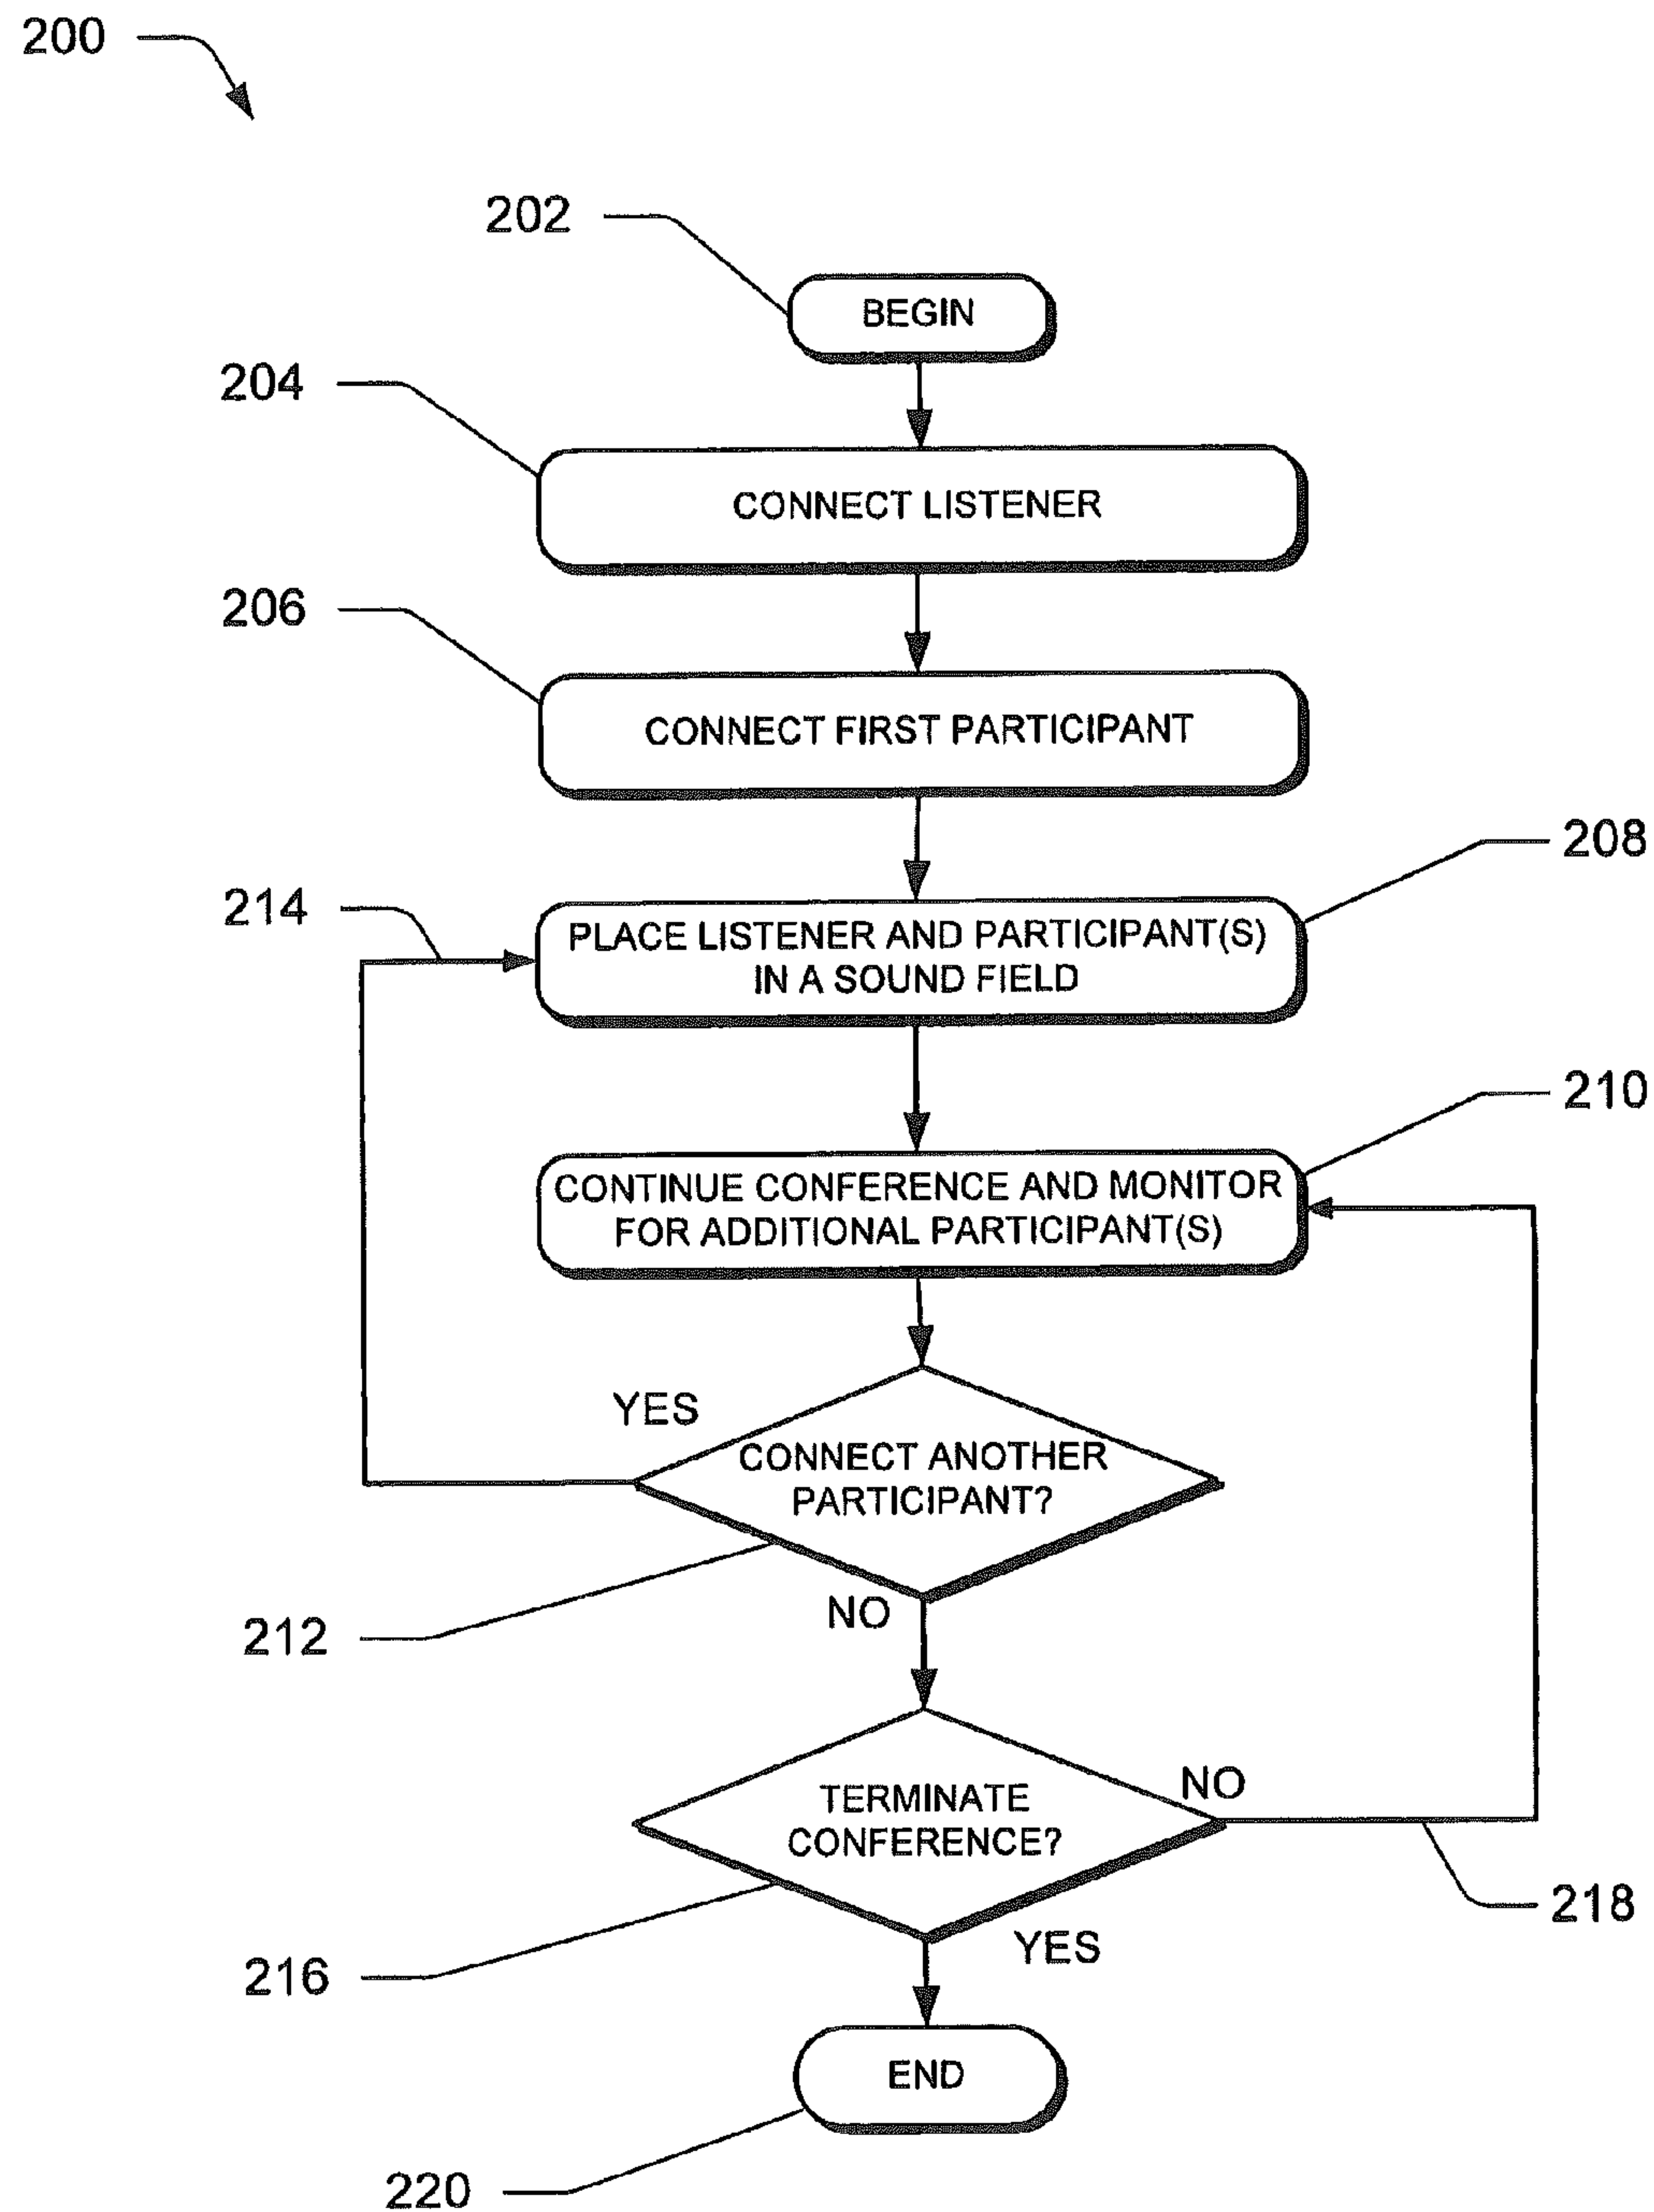 200
202
BEGIN
204
CONNECT LISTENER
206
CONNECT FIRST PARTICIPANT
208
214
PLACE LISTENER AND PARTICIPANT(S)
IN A SOUND FIELD
210
CONTINUE CONFERENCE AND MONITOR
FOR ADDITIONAL PARTICIPANT(S)
YES
CONNECT ANOTHER
PARTICIPANT?
NO
212
NO
TERMINATE
CONFERENCE?
218
YES
216
END
220